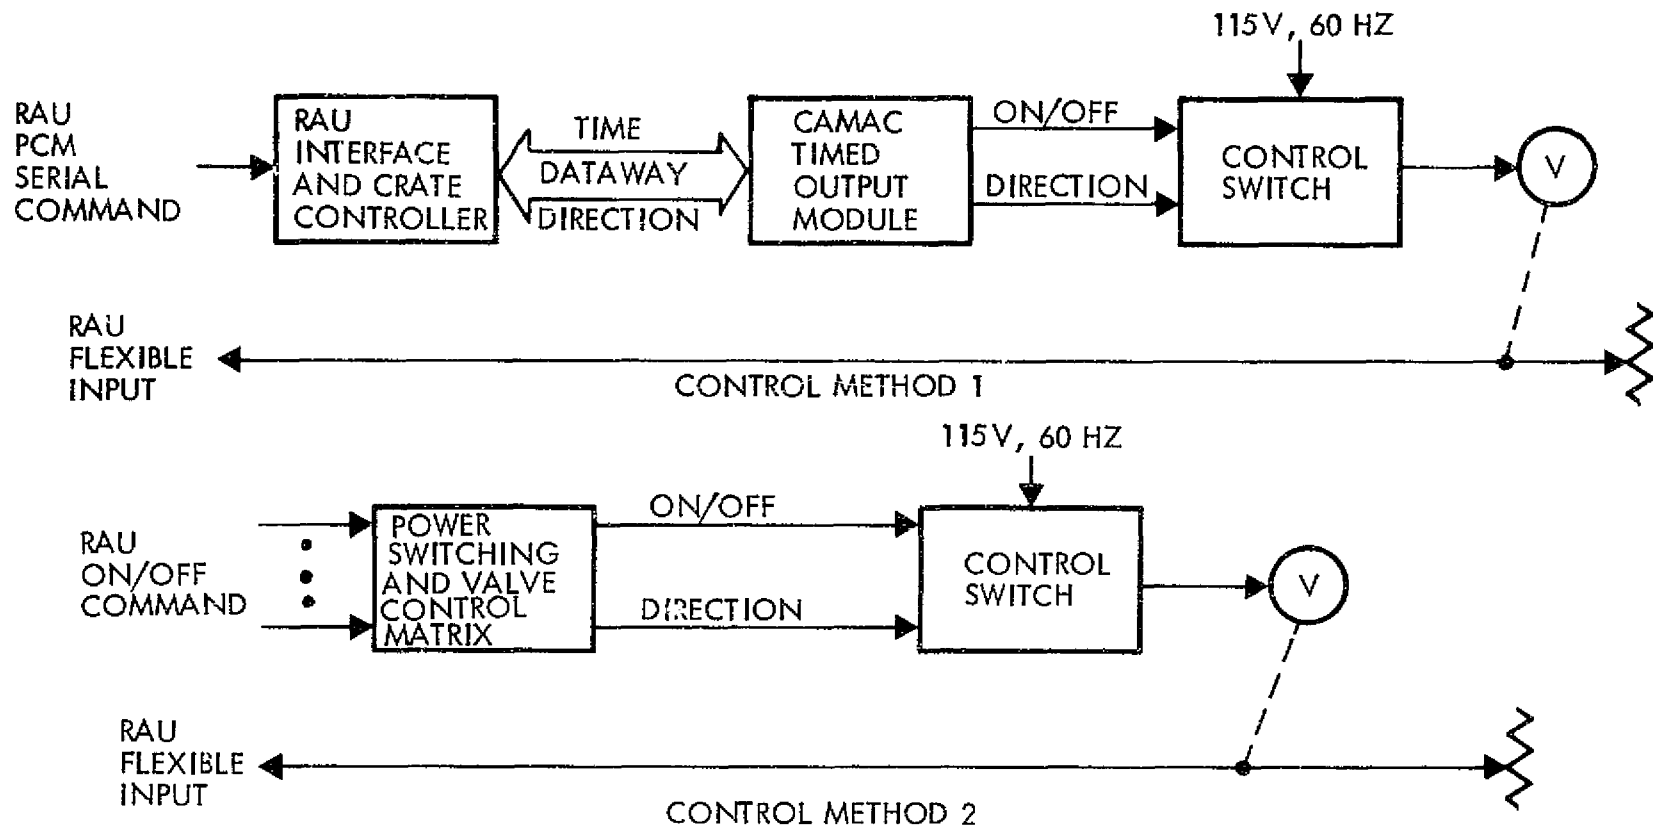 115V, 60 HZ
RAU
PCM
SERIAL
COMMAND
RAU
INTERFACE
AND CRATE
CONTROLLER
TIME
DATAWAY
DIRECTION
CAMAC
TIMED
OUTPUT
MODULE
ON/OFF
DIRECTION
CONTROL
SWITCH
V
RAU
FLEXIBLE
INPUT
CONTROL METHOD 1
115V, 60 HZ
RAU
ON/OFF
COMMAND
POWER
SWITCHING
AND VALVE
CONTROL
MATRIX
ON/OFF
DIRECTION
CONTROL
SWITCH
V
RAU
FLEXIBLE
INPUT
CONTROL METHOD 2